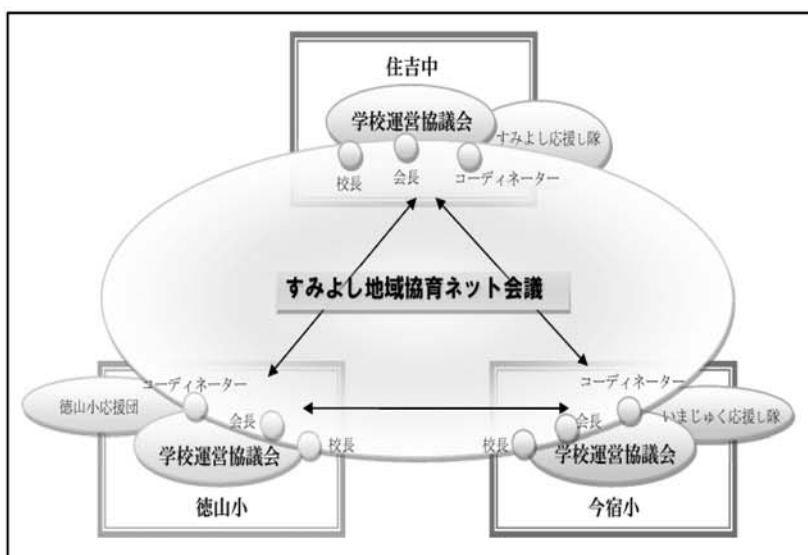 住吉中
学校運営協議会
すみよし応援し隊
校長
会長
コーディネーター
すみよし地域協育ネット会議
コーディネーター
徳山小応援団
会長
校長
学校運営協議会
徳山小
コーディネーター
いまじゅく応援し隊
会長
校長
学校運営協議会
今宿小